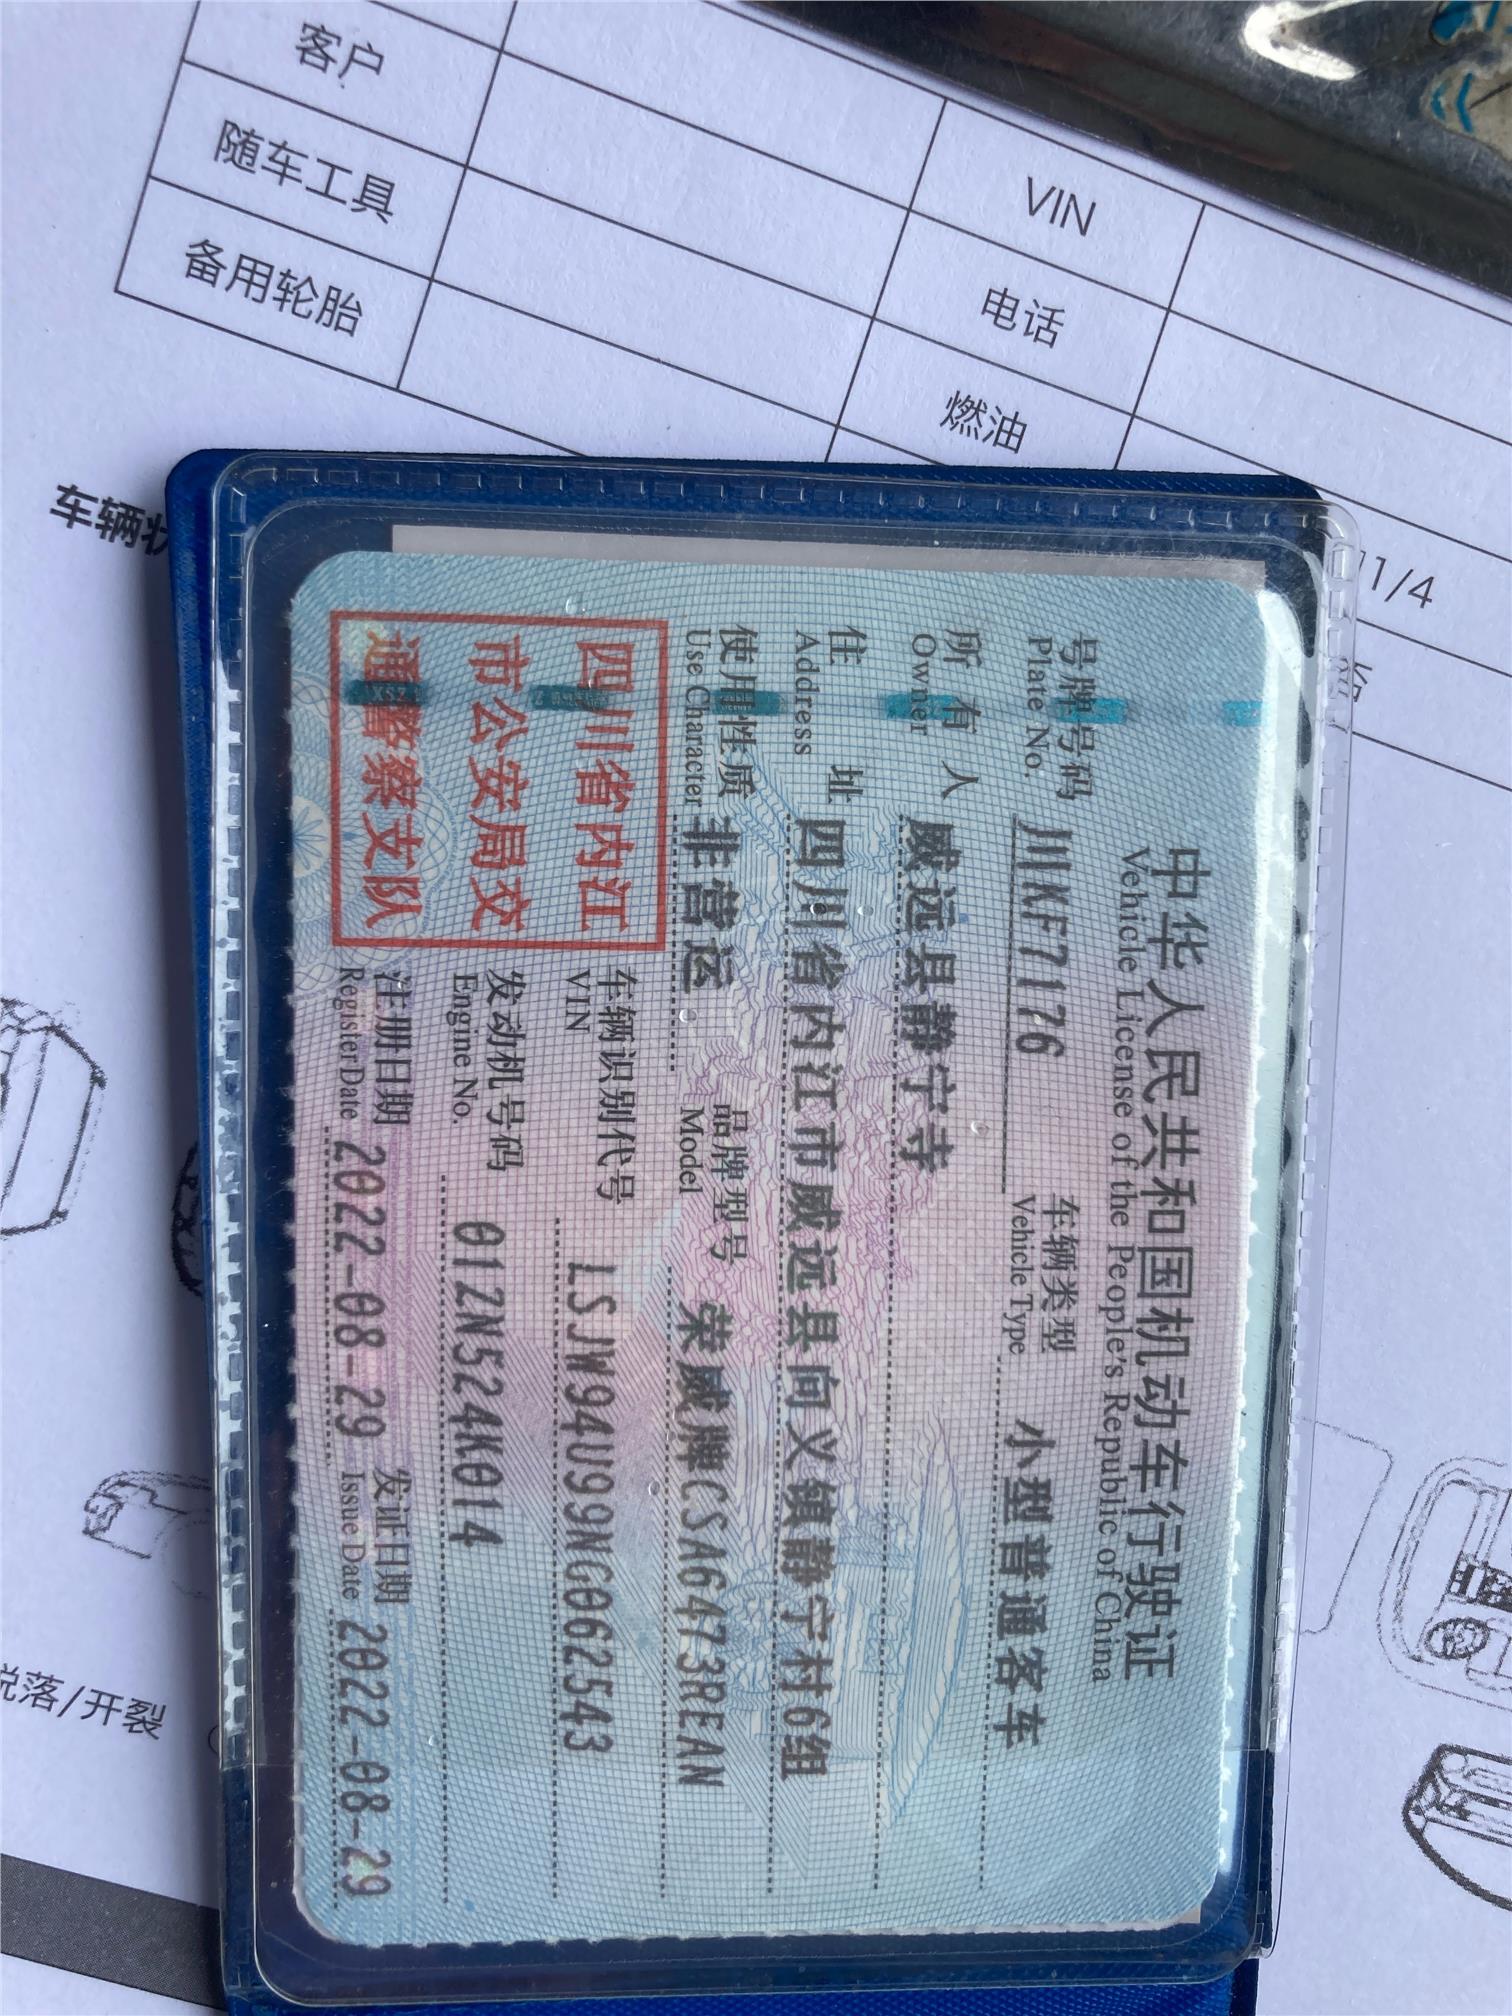 客户
VIN
随车工具
电话
备用轮胎
燃油
车辆状
1/4
中华人民共和国机动车行驶证
Vehicle License of the People's Republic of China
号牌号码 川KF7176 车辆类型 小型普通客车
Plate No. Vehicle Type
所有人 威远县静宁寺
Owner
住址 四川省内江市威远县向义镇静宁村6组
Address
使用性质 非营运 品牌型号 荣威牌CSA6473REAN
Use Character Model
四川省内江
市公安局交
通警察支队
车辆识别代号 LSJW94U99NG062543
VIN
发动机号码 01ZN524K014
Engine No.
注册日期 2022-08-29 发证日期 2022-08-29
Register Date Issue Date
脱落/开裂